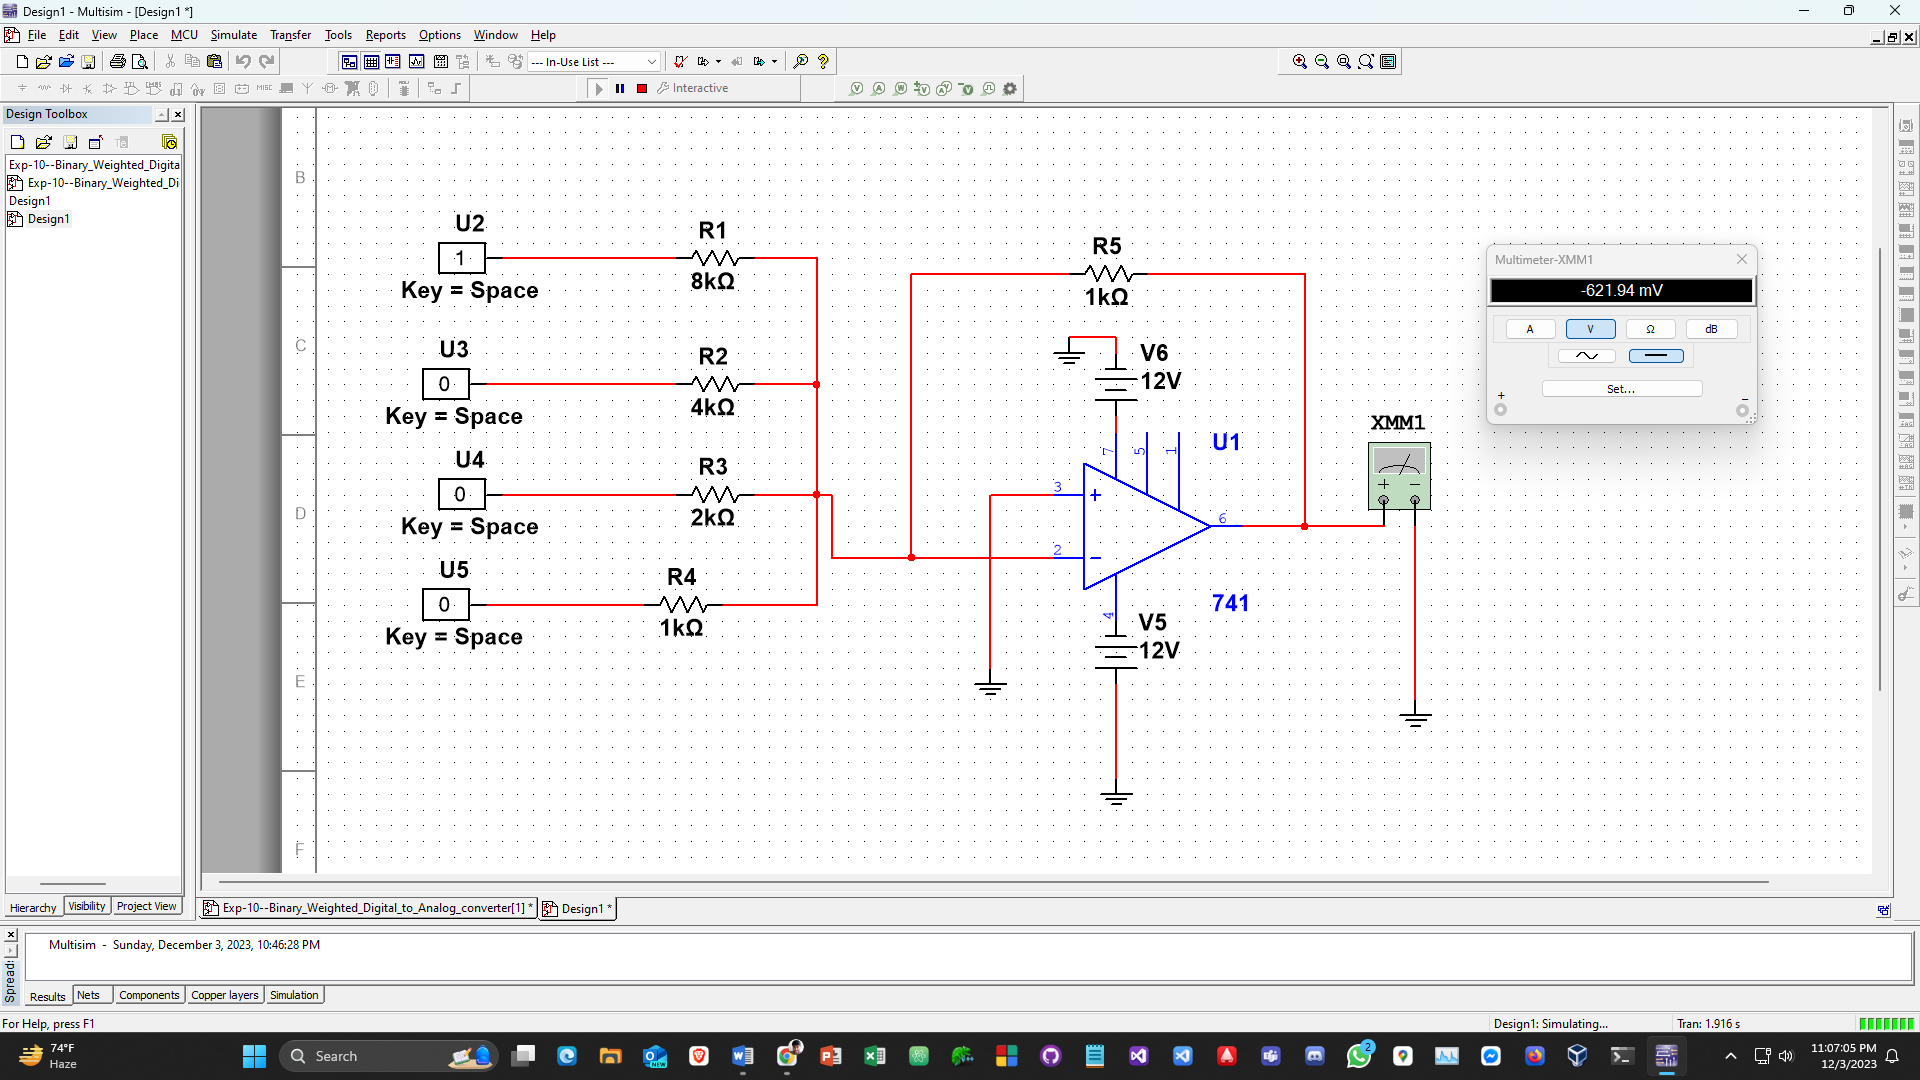 Design1 - Multisim - [Design1 *]
File Edit View Place MCU Simulate Transfer Tools Reports Options Window Help
--- In-Use List ---
Interactive
Design Toolbox
Exp-10--Binary_Weighted_Digita
Exp-10--Binary_Weighted_Di
Design1
Design1
Hierarchy Visibility Project View
B
C
D
E
F
U2
1
Key = Space
R1
8kΩ
U3
0
Key = Space
R2
4kΩ
U4
0
Key = Space
R3
2kΩ
U5
0
Key = Space
R4
1kΩ
R5
1kΩ
V6
12V
7 5 1
U1
3 +
2 −
6
4
741
V5
12V
XMM1
+ −
Multimeter-XMM1
-621.94 mV
A V Ω dB
Set...
+ −
Exp-10--Binary_Weighted_Digital_to_Analog_converter[1] * Design1 *
Multisim - Sunday, December 3, 2023, 10:46:28 PM
Spread:
Results Nets Components Copper layers Simulation
For Help, press F1
Design1: Simulating... Tran: 1.916 s
74°F
Haze
Search
NEW
2
11:07:05 PM
12/3/2023